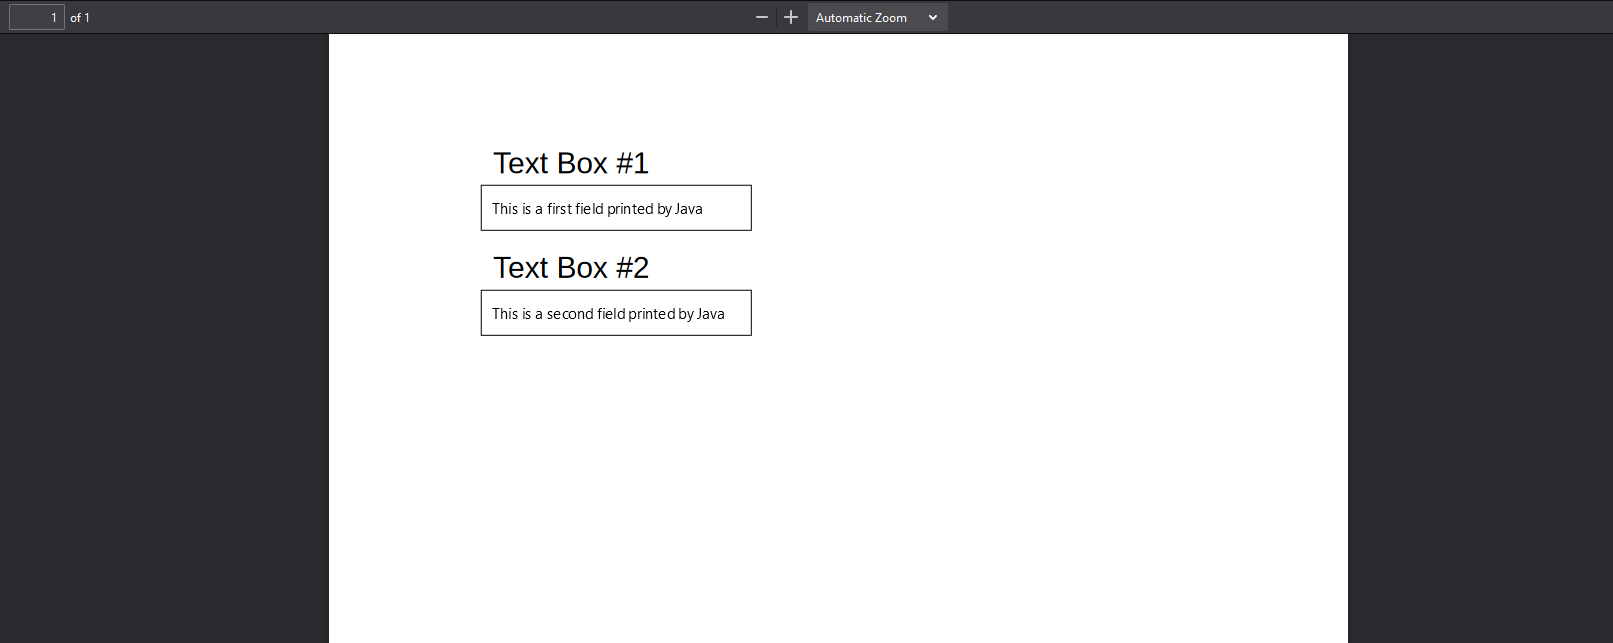 1 of 1 Automatic Zoom
Text Box #1
This is a first field printed by Java
Text Box #2
This is a second field printed by Java